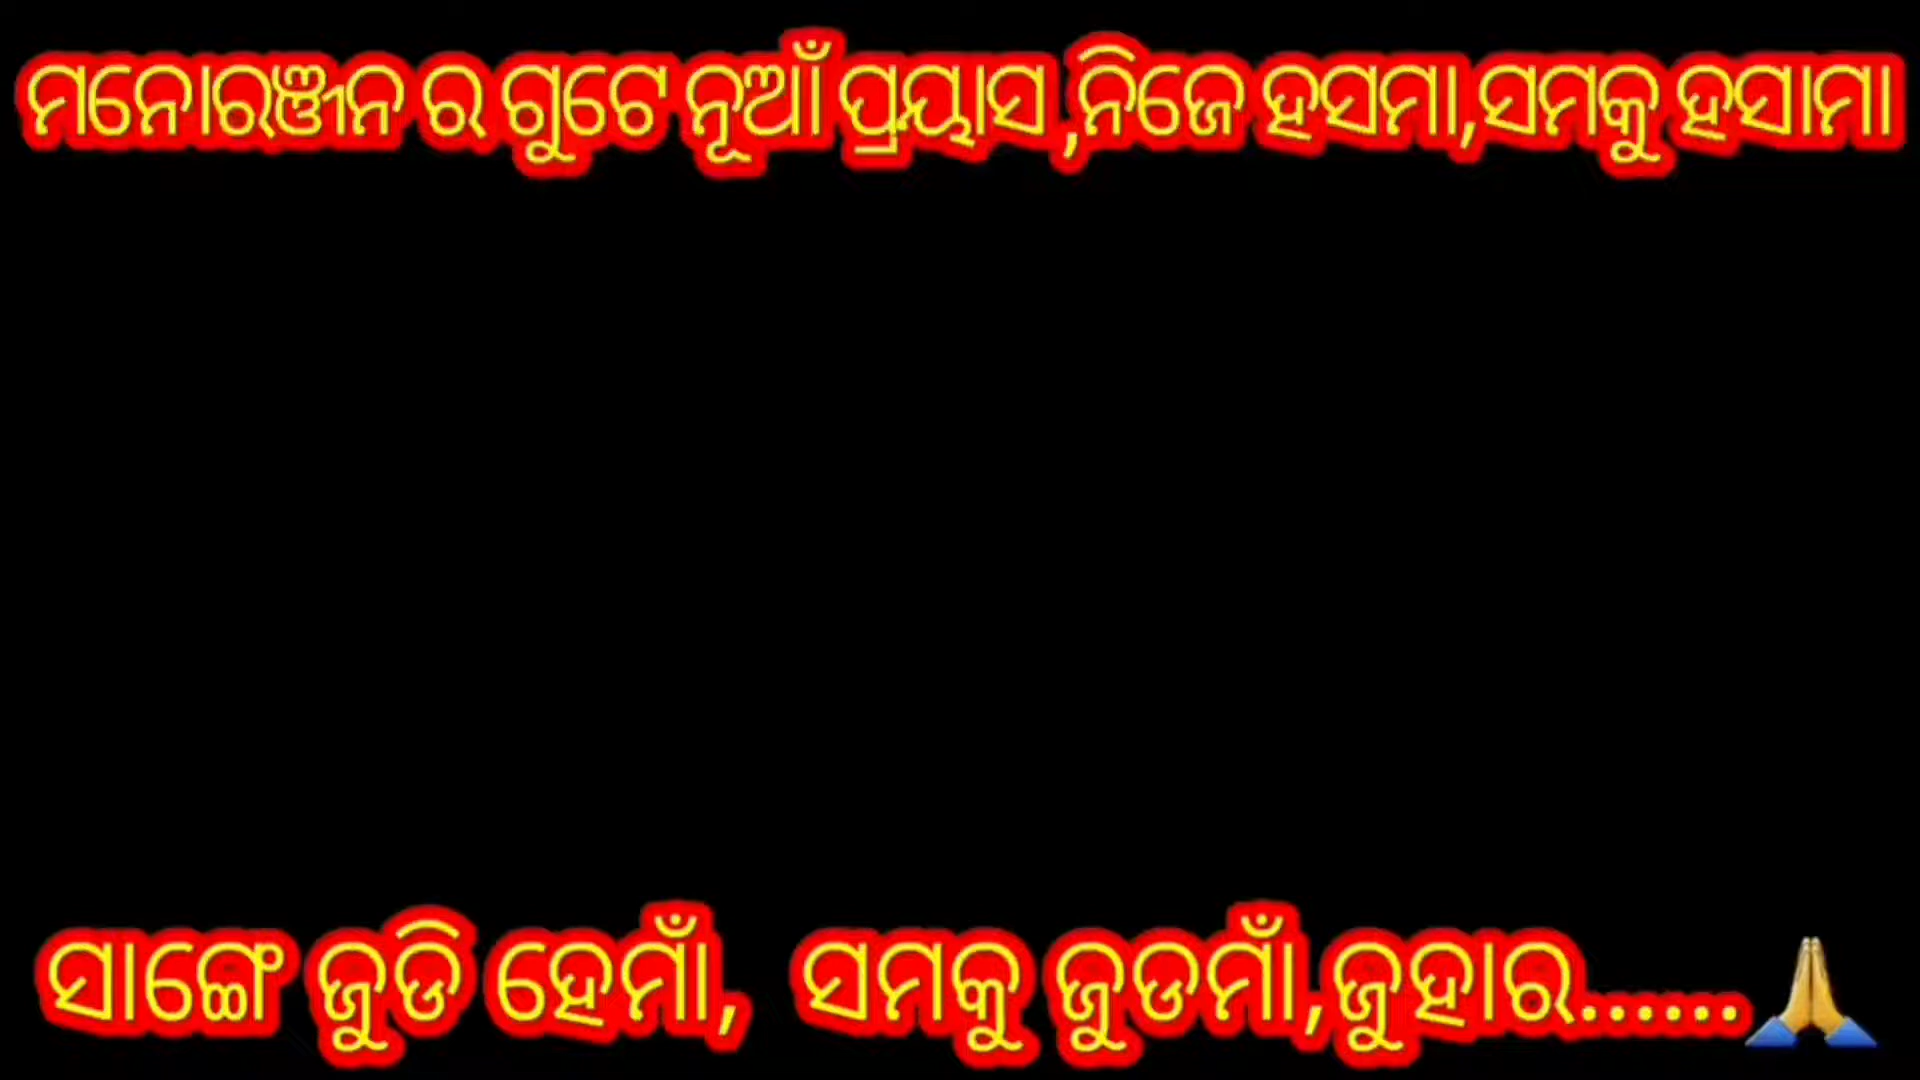 ମନୋରଞ୍ଜନ ର ଗୁଟେ ନୂଆଁ ପ୍ରୟାସ ,ନିଜେ ହସମା,ସମକୁ ହସାମା
ସାଙ୍ଗେ ଜୁଡି ହେମାଁ, ସମକୁ ଜୁଡମାଁ,ଜୁହାର......🙏